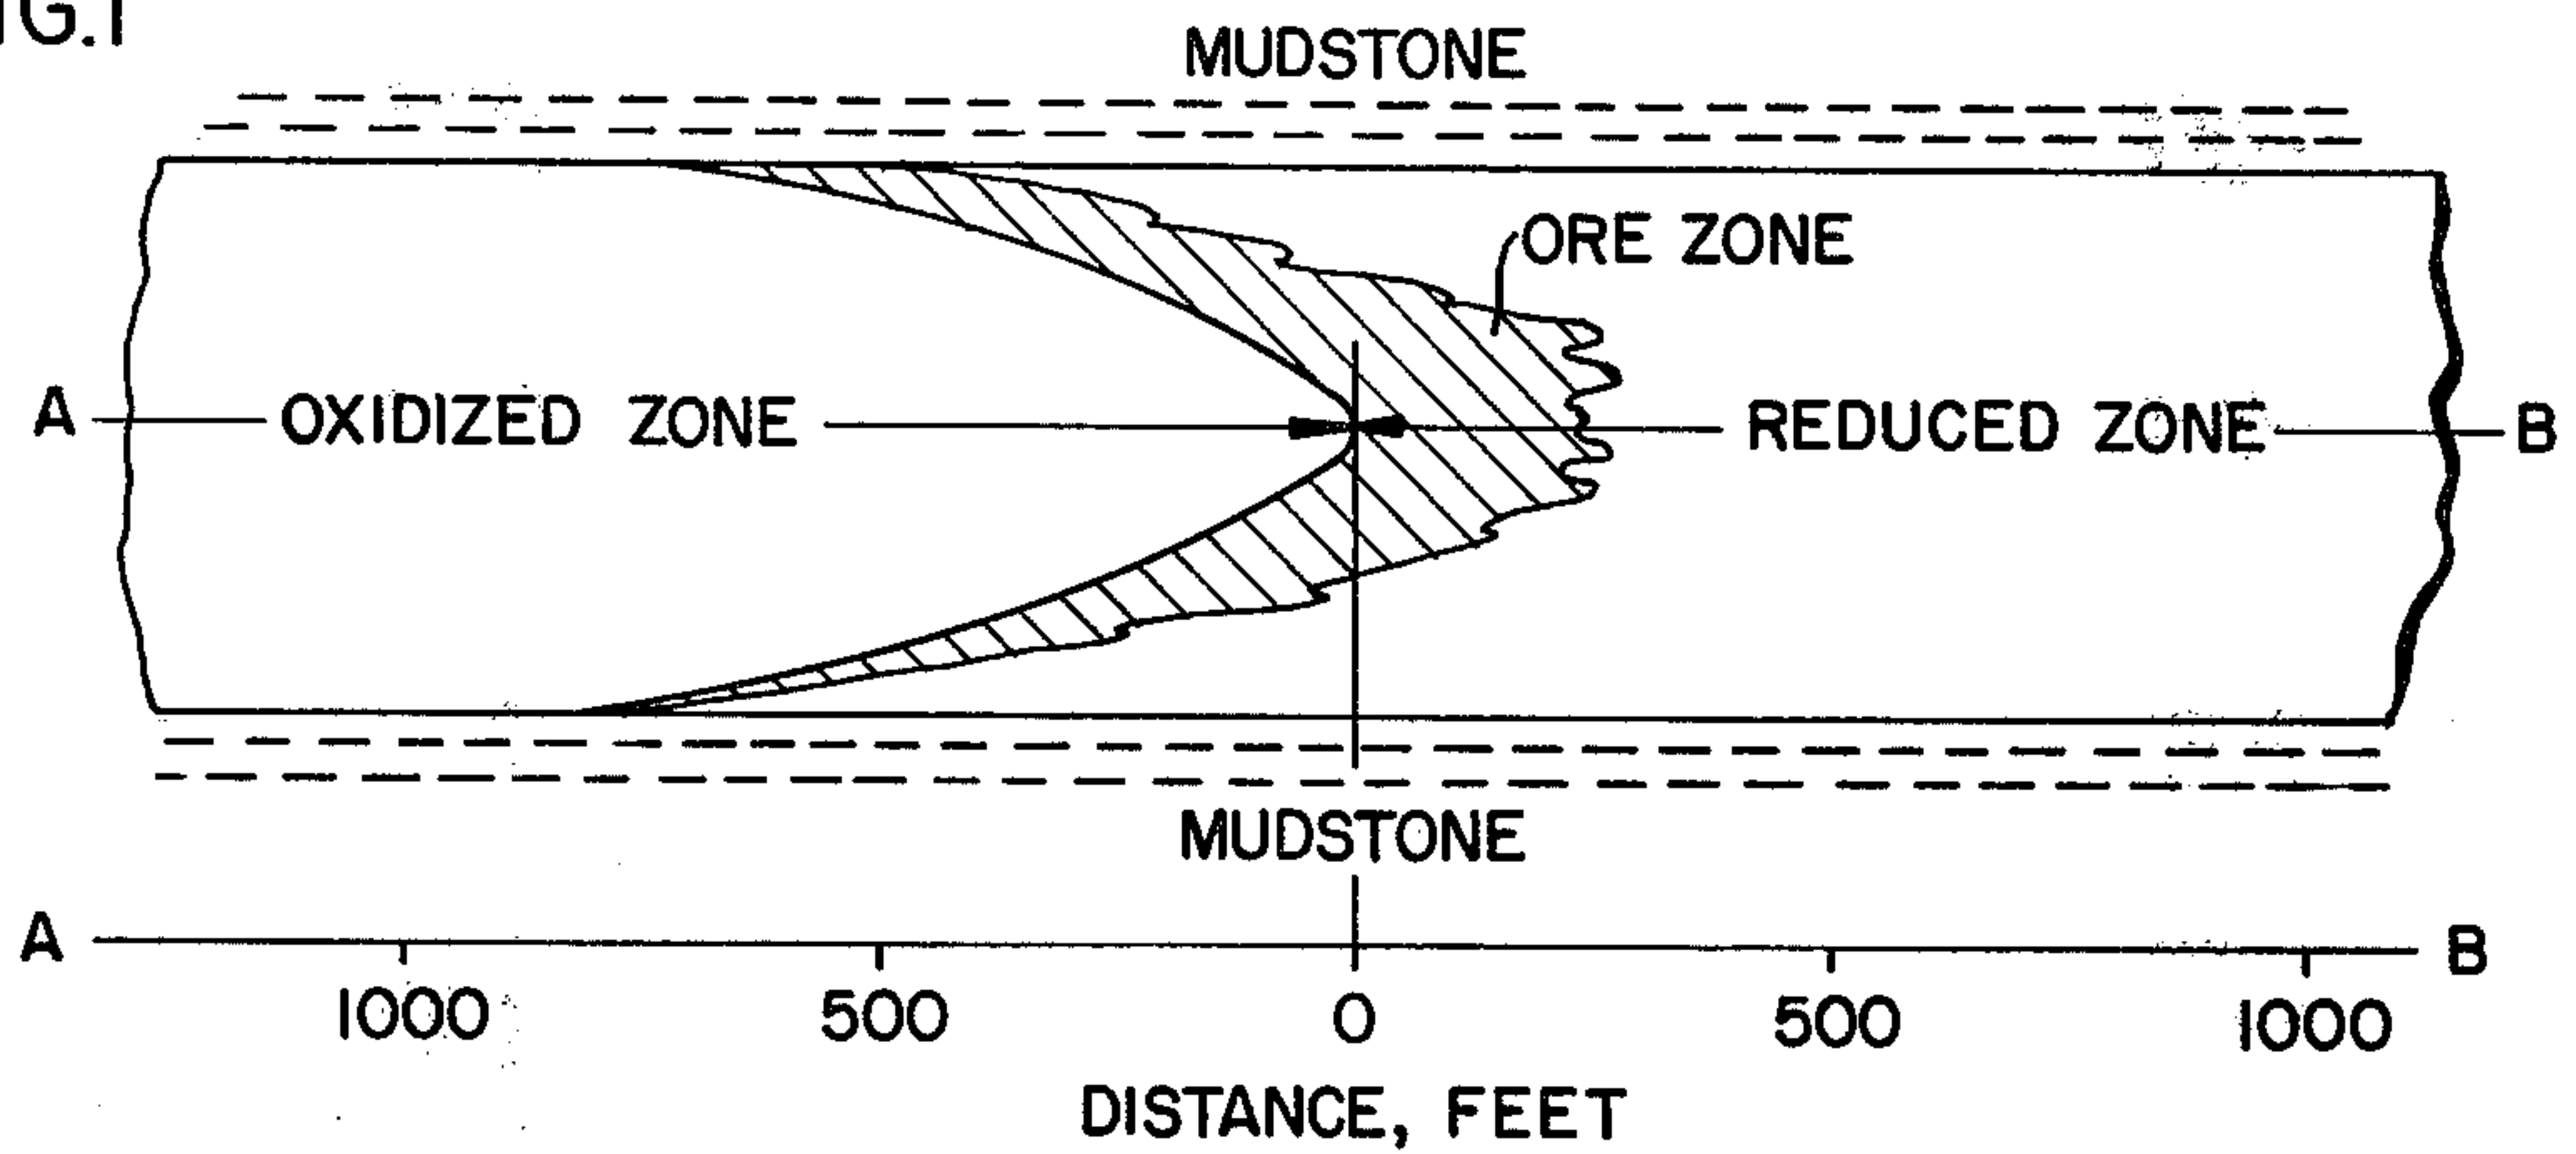 IG.1
MUDSTONE
ORE ZONE
A OXIDIZED ZONE REDUCED ZONE B
MUDSTONE
A B
1000 500 0 500 1000
DISTANCE, FEET